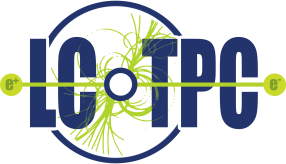 e+ LC TPC e-